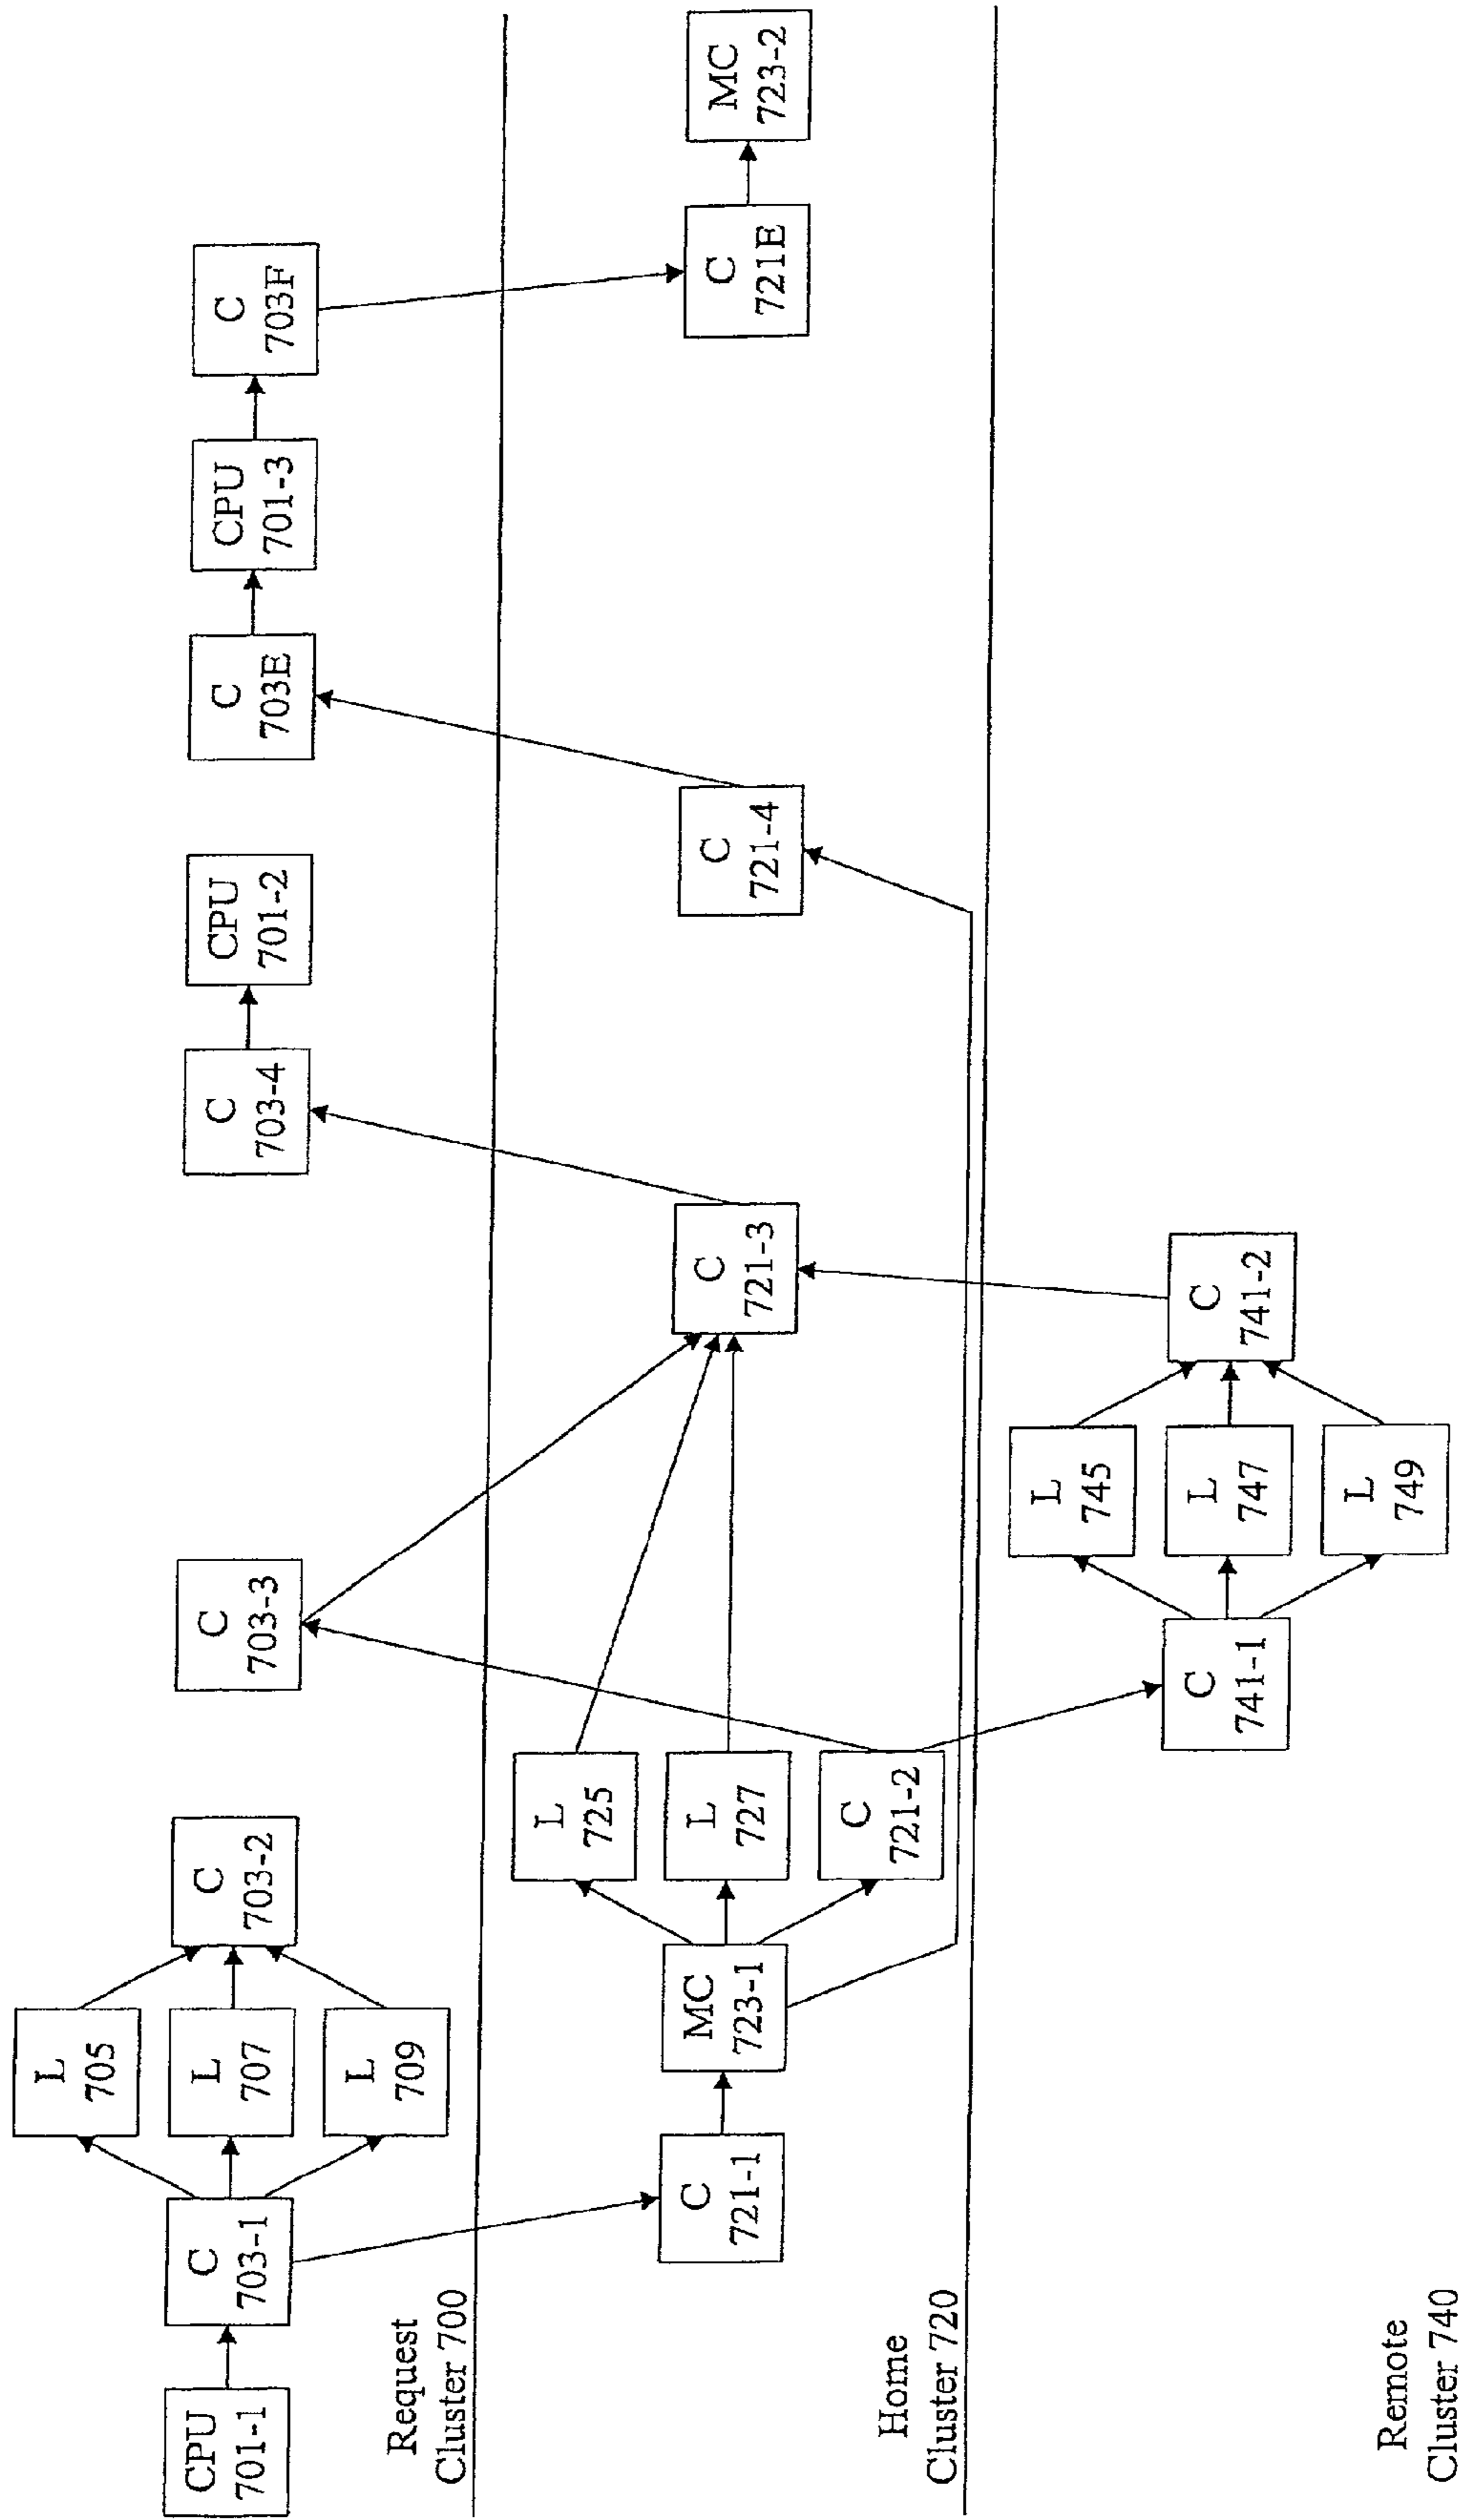 CPU
701-1
C
703-1
L
705
L
707
L
709
C
703-2
C
703-3
C
703-4
CPU
701-2
C
703E
CPU
701-3
C
703F
Request
Cluster 700
C
721-1
MC
723-1
L
725
L
727
C
721-2
C
721-3
C
721-4
C
721E
MC
723-2
Home
Cluster 720
C
741-1
L
745
L
747
L
749
C
741-2
Remote
Cluster 740